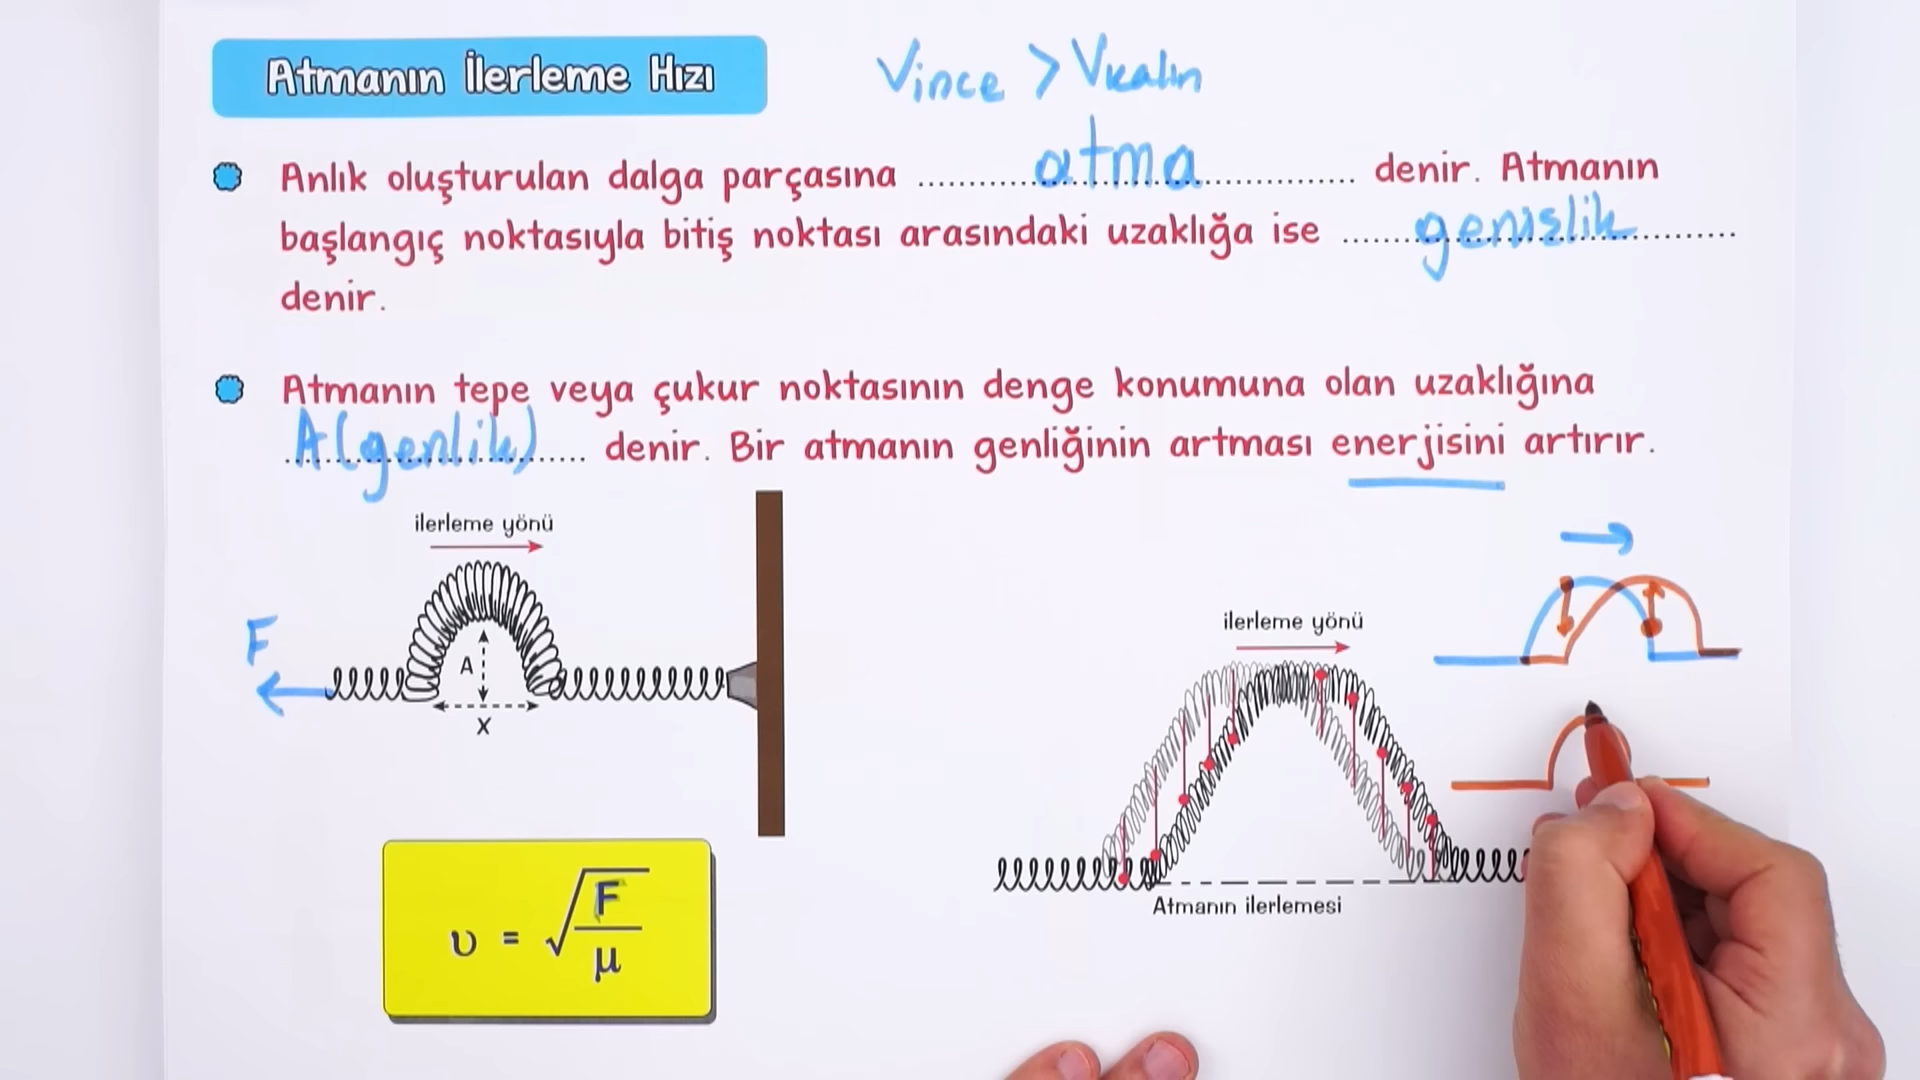 Atmanın İlerleme Hızı
Vince > Vkalın
Anlık oluşturulan dalga parçasına ........ atma ........ denir. Atmanın
başlangıç noktasıyla bitiş noktası arasındaki uzaklığa ise ........ genişlik ........
denir.
Atmanın tepe veya çukur noktasının denge konumuna olan uzaklığına
........ A (genlik) ........ denir. Bir atmanın genliğinin artması enerjisini artırır.
ilerleme yönü
F
A
X
ilerleme yönü
Atmanın ilerlemesi
υ = √F/μ